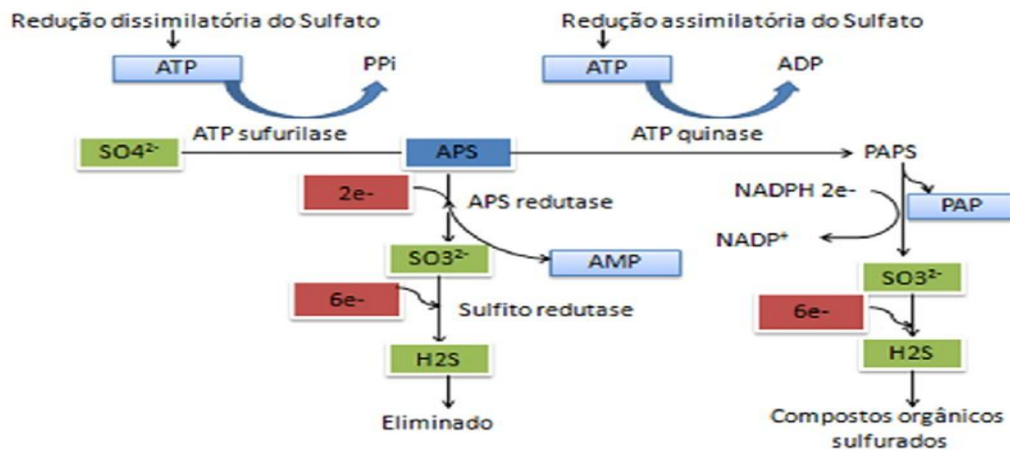 Redução dissimilatória do Sulfato
Redução assimilatória do Sulfato
ATP
PPi
ATP
ADP
ATP sufurilase
ATP quinase
SO4²⁻
APS
PAPS
2e-
APS redutase
NADPH 2e-
PAP
NADP⁺
SO3²⁻
AMP
SO3²⁻
6e-
Sulfito redutase
6e-
H2S
H2S
Eliminado
Compostos orgânicos
sulfurados